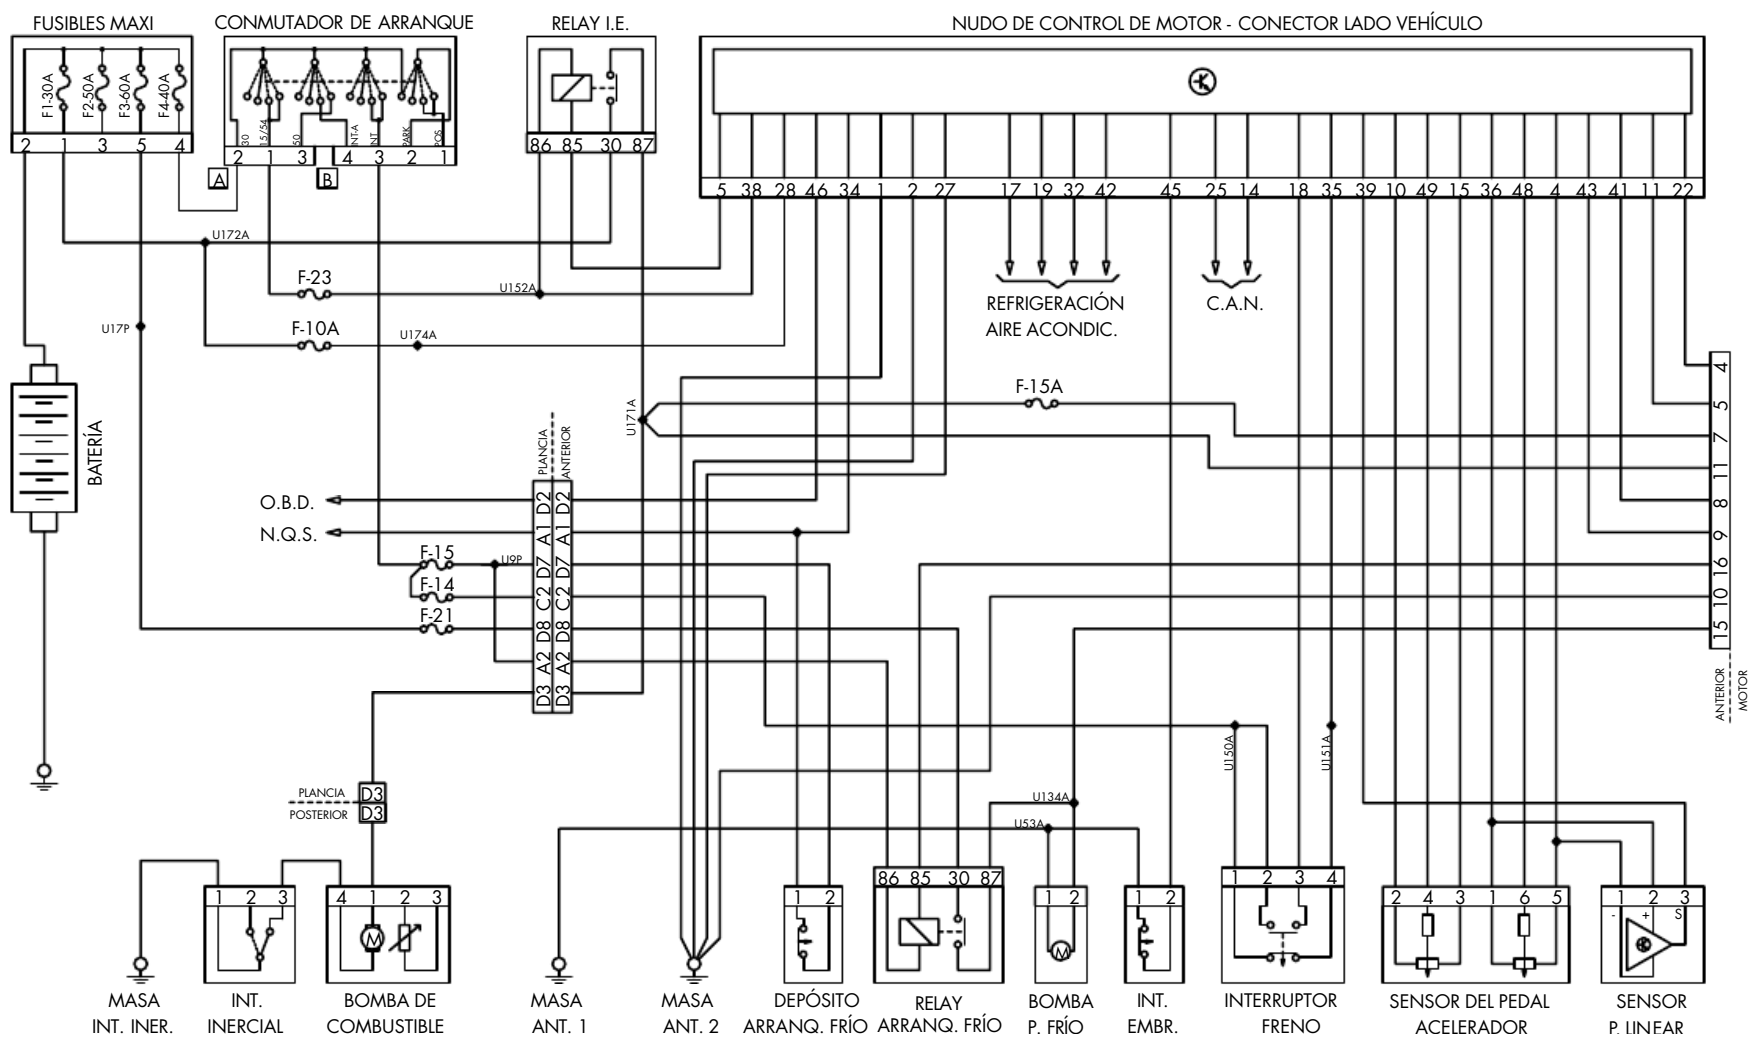 FUSIBLES MAXI
CONMUTADOR DE ARRANQUE
RELAY I.E.
NUDO DE CONTROL DE MOTOR - CONECTOR LADO VEHÍCULO
F1-30A
F2-50A
F3-60A
F4-40A
30
15/54
50
INT-A
INT
PARK
POS
2 1 3 5 4
2 1 3 4 3 2 1
A
B
86 85 30 87
5 38 28 46 34 1 2 27 17 19 32 42 45 25 14 18 35 39 10 49 15 36 48 4 43 41 11 22
U172A
F-23
U152A
F-10A
U174A
U17P
REFRIGERACIÓN
AIRE ACONDIC.
C.A.N.
BATERÍA
U171A
F-15A
PLANCIA
ANTERIOR
O.B.D.
N.Q.S.
F-15
U9P
F-14
F-21
D2 D2
A1 A1
D7 D7
C2 C2
D8 D8
A2 A2
D3 D3
4
5
7
11
8
9
16
10
15
ANTERIOR
MOTOR
U150A
U151A
U134A
U53A
PLANCIA
POSTERIOR
D3
D3
1 2 3
4 1 2 3
1 2
86 85 30 87
1 2
1 2
1 2 3 4
2 4 3 1 6 5
1 2 3
- + S
M
M
MASA
INT. INER.
INT.
INERCIAL
BOMBA DE
COMBUSTIBLE
MASA
ANT. 1
MASA
ANT. 2
DEPÓSITO
ARRANQ. FRÍO
RELAY
ARRANQ. FRÍO
BOMBA
P. FRÍO
INT.
EMBR.
INTERRUPTOR
FRENO
SENSOR DEL PEDAL
ACELERADOR
SENSOR
P. LINEAR